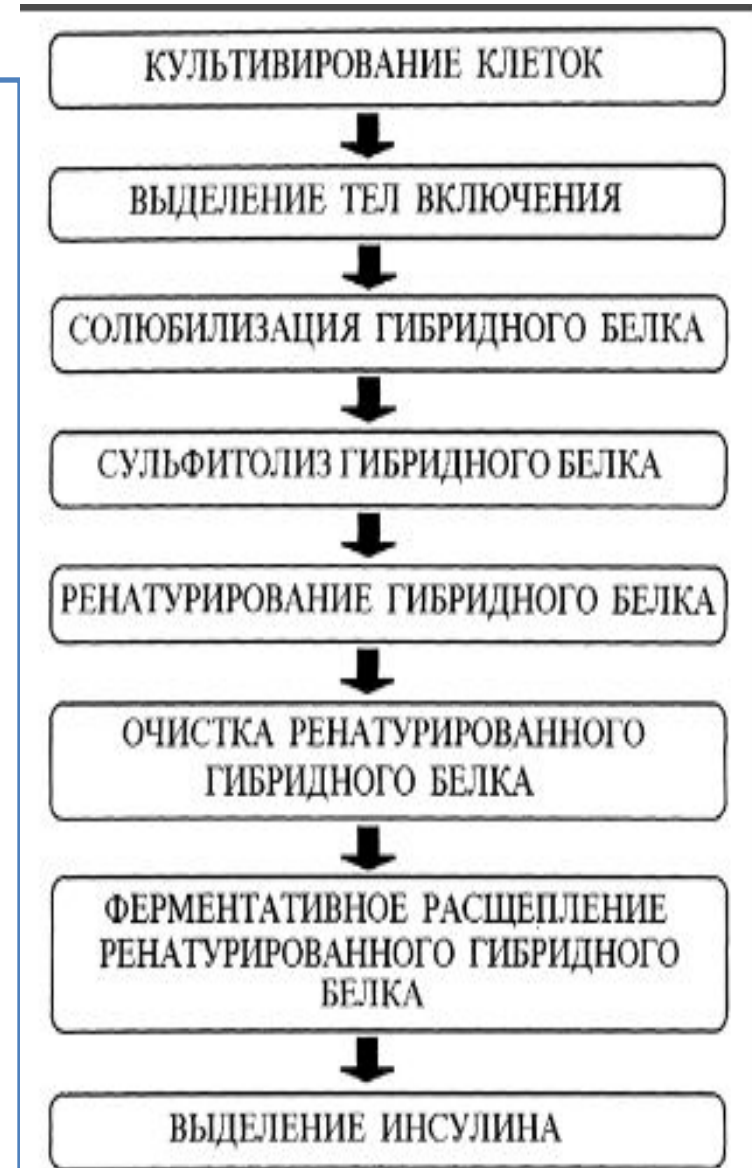 КУЛЬТИВИРОВАНИЕ КЛЕТОК
ВЫДЕЛЕНИЕ ТЕЛ ВКЛЮЧЕНИЯ
СОЛЮБИЛИЗАЦИЯ ГИБРИДНОГО БЕЛКА
СУЛЬФИТОЛИЗ ГИБРИДНОГО БЕЛКА
РЕНАТУРИРОВАНИЕ ГИБРИДНОГО БЕЛКА
ОЧИСТКА РЕНАТУРИРОВАННОГО
ГИБРИДНОГО БЕЛКА
ФЕРМЕНТАТИВНОЕ РАСЩЕПЛЕНИЕ
РЕНАТУРИРОВАННОГО ГИБРИДНОГО
БЕЛКА
ВЫДЕЛЕНИЕ ИНСУЛИНА